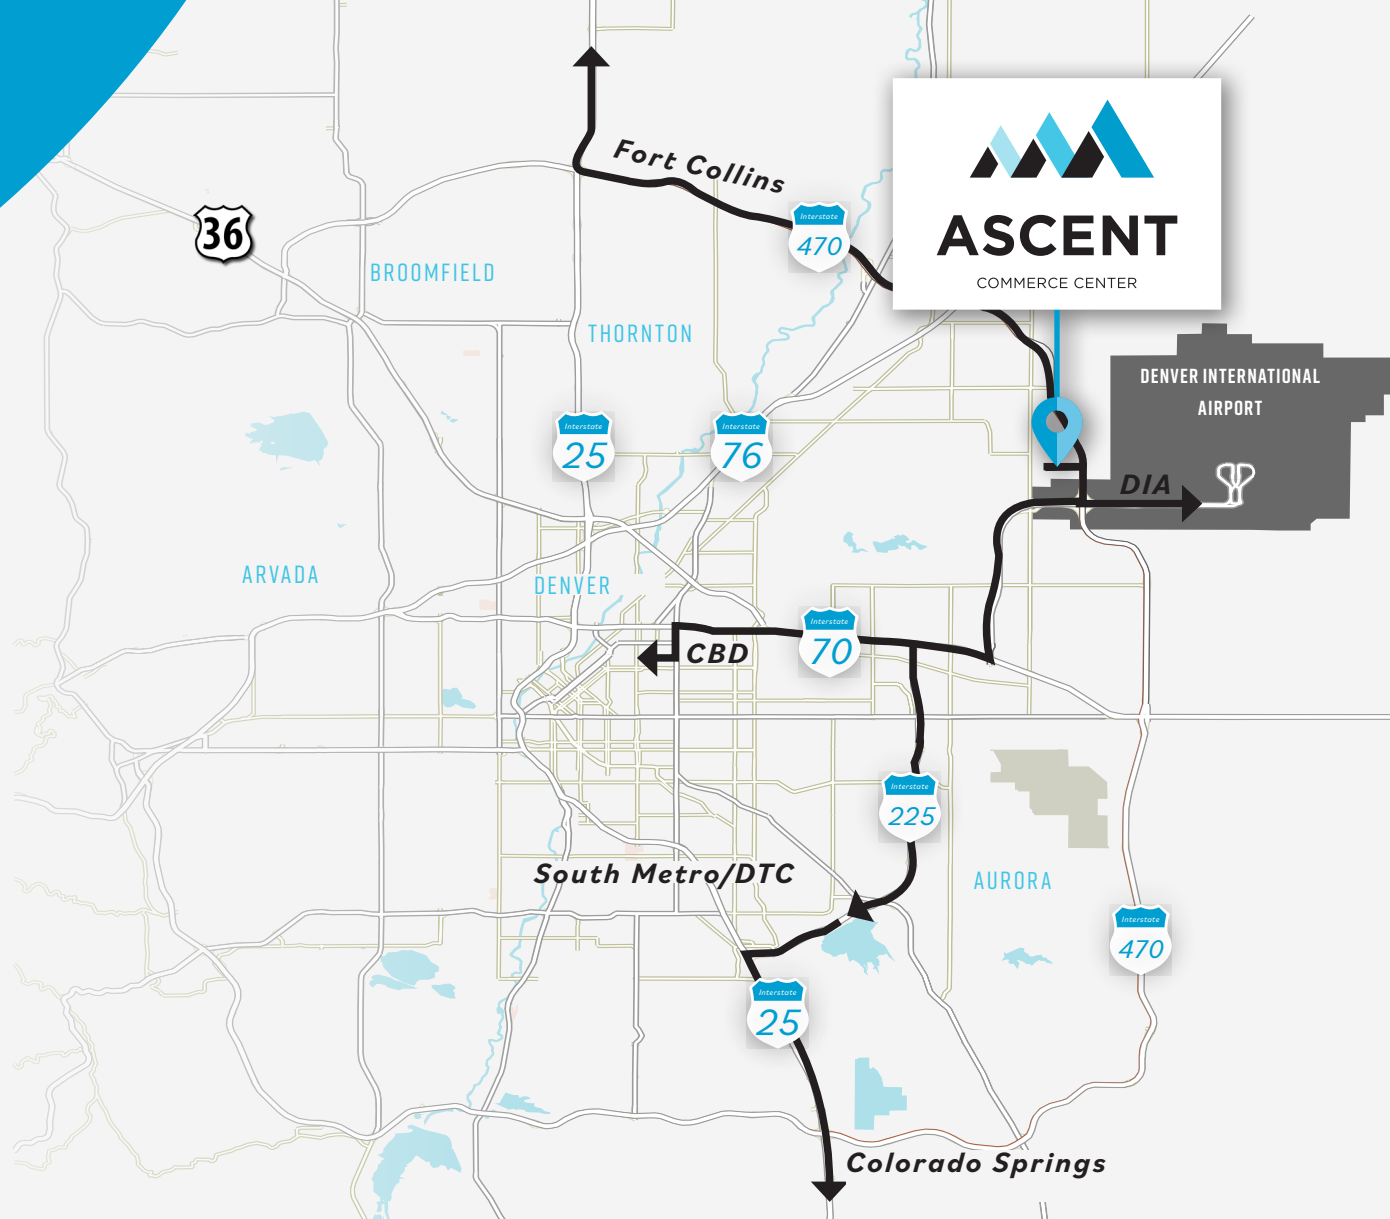 Fort Collins
Interstate
470
ASCENT
COMMERCE CENTER
36
BROOMFIELD
THORNTON
DENVER INTERNATIONAL
AIRPORT
Interstate
25
Interstate
76
DIA
ARVADA
DENVER
Interstate
70
CBD
Interstate
225
South Metro/DTC
AURORA
Interstate
470
Interstate
25
Colorado Springs